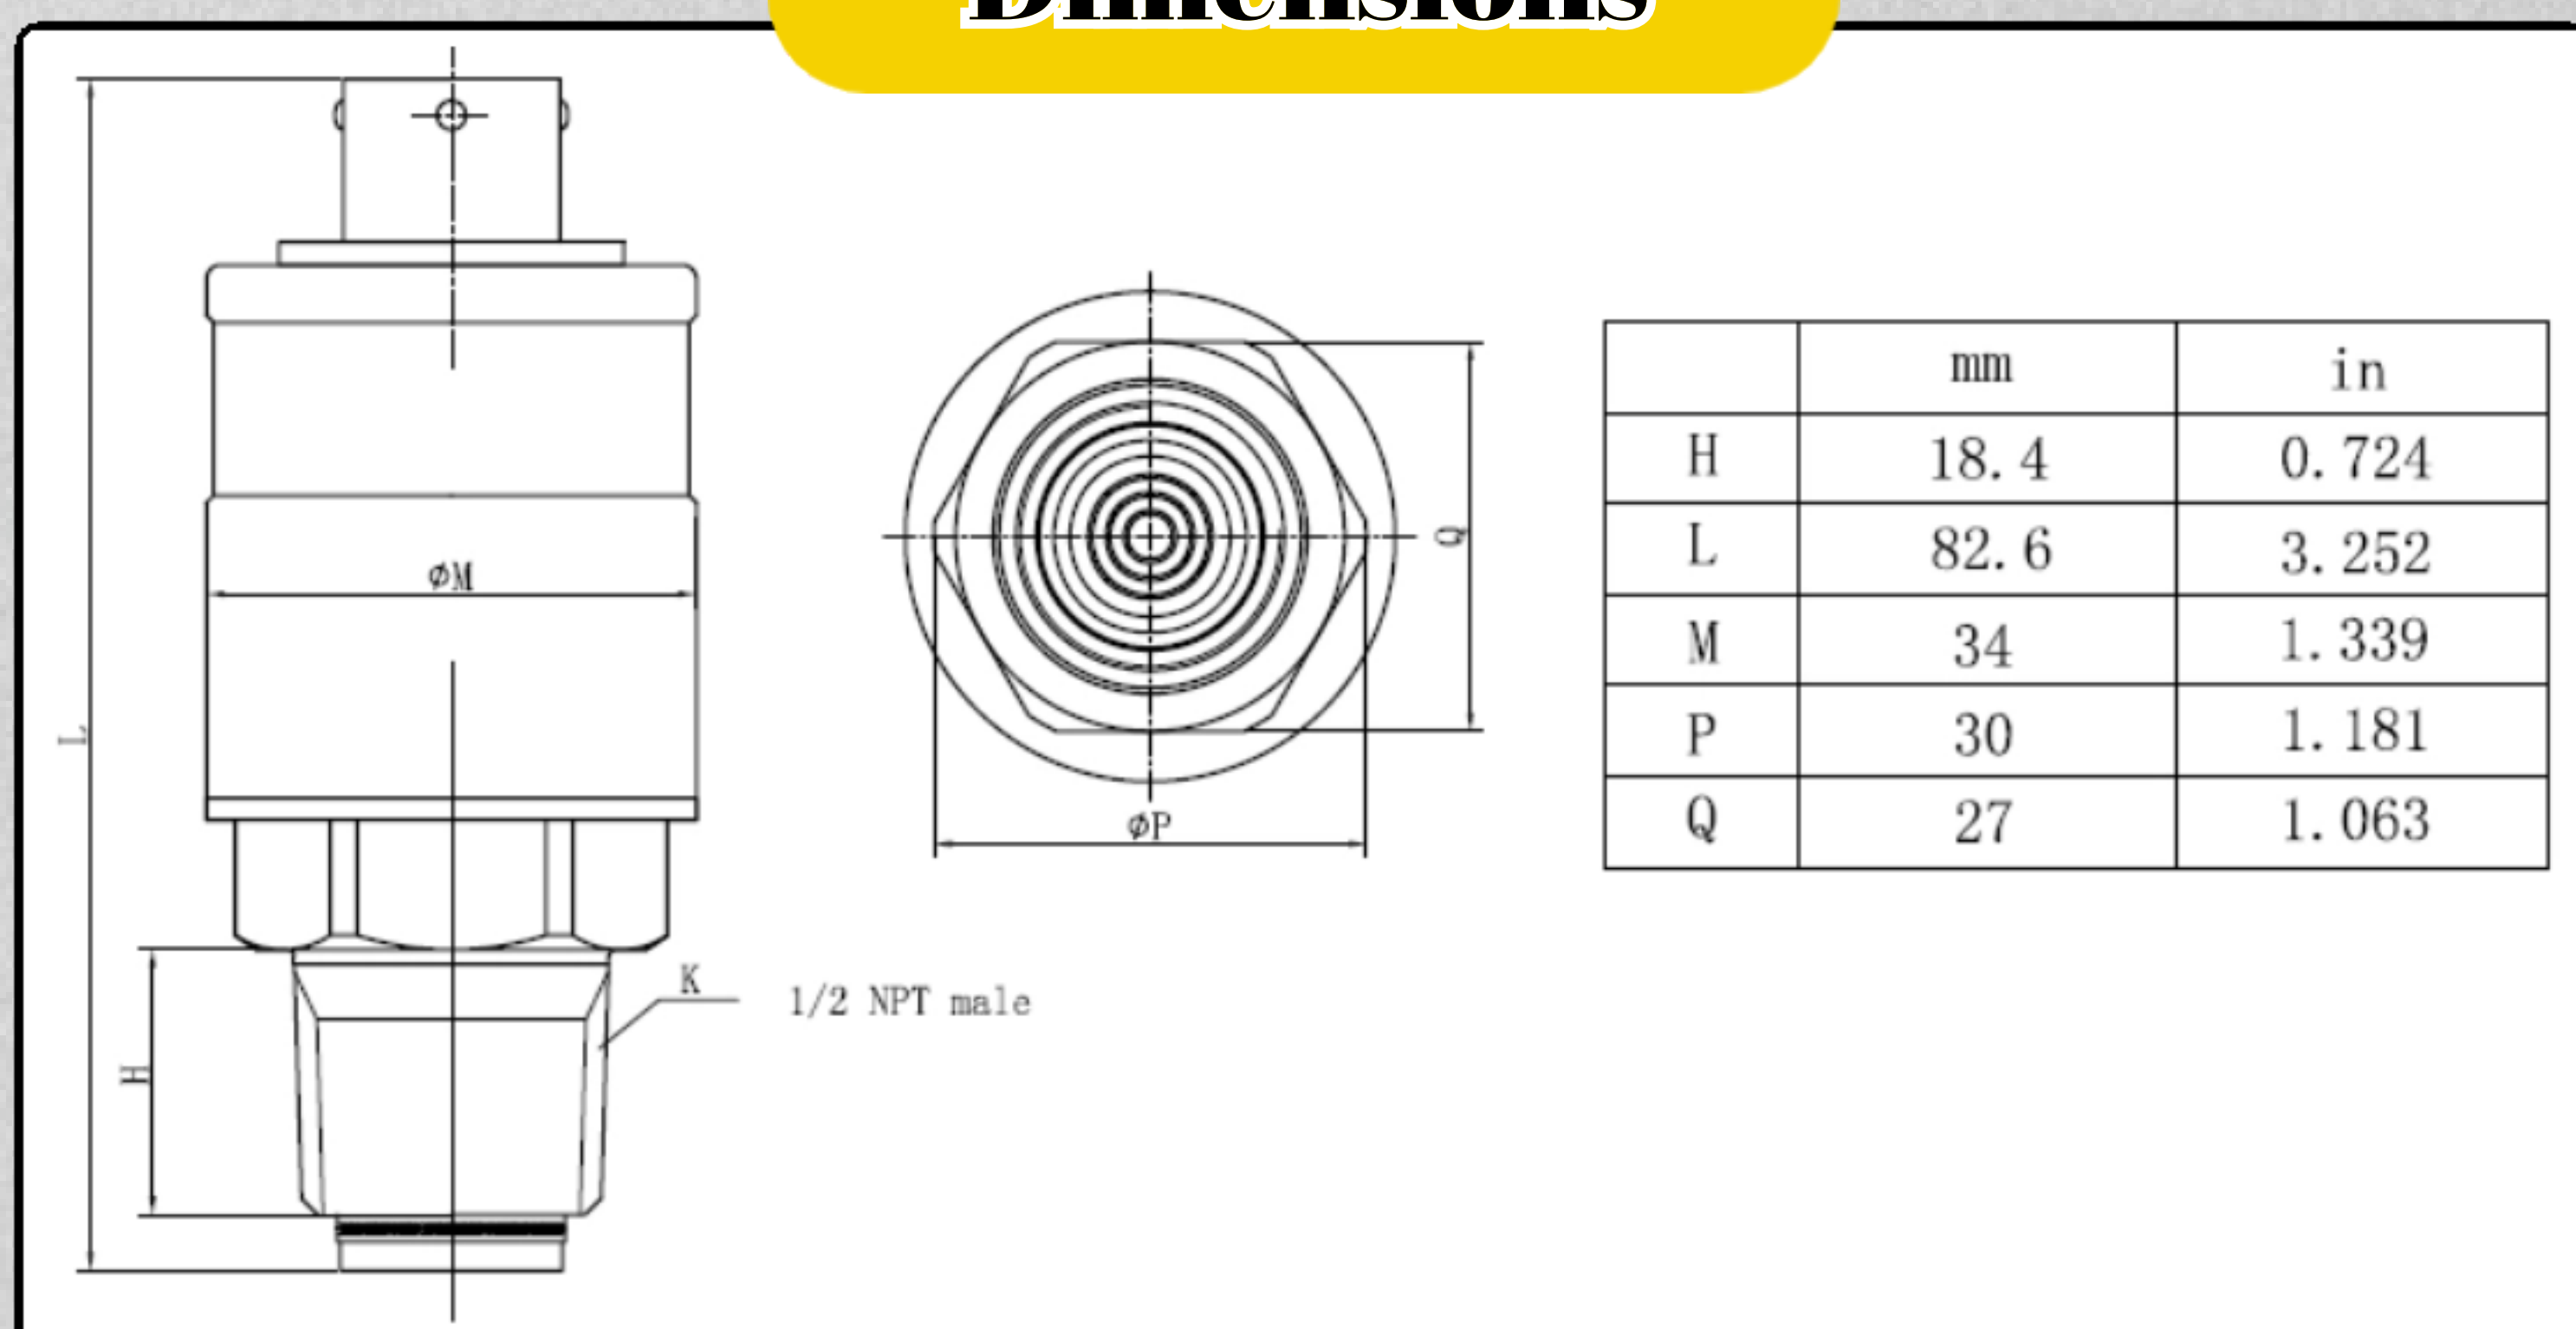 Dimensions
øM
L
H
K
1/2 NPT male
Q
øP
mm in
H 18.4 0.724
L 82.6 3.252
M 34 1.339
P 30 1.181
Q 27 1.063